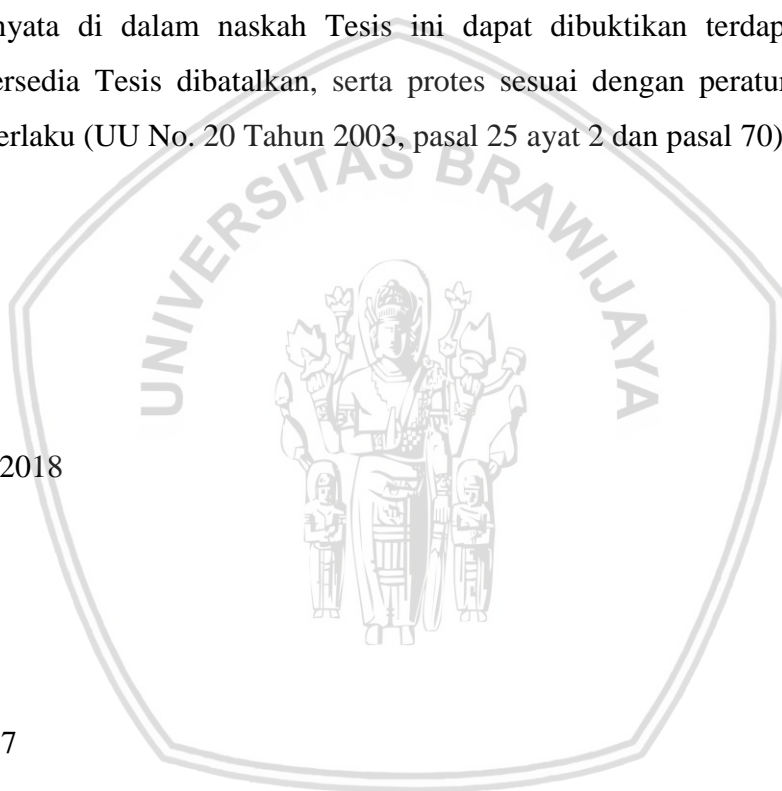 nyata di dalam naskah Tesis ini dapat dibuktikan terdap
ersedia Tesis dibatalkan, serta protes sesuai dengan peratur
erlaku (UU No. 20 Tahun 2003, pasal 25 ayat 2 dan pasal 70)
UNIVERSITAS BRAWIJAYA
2018
7